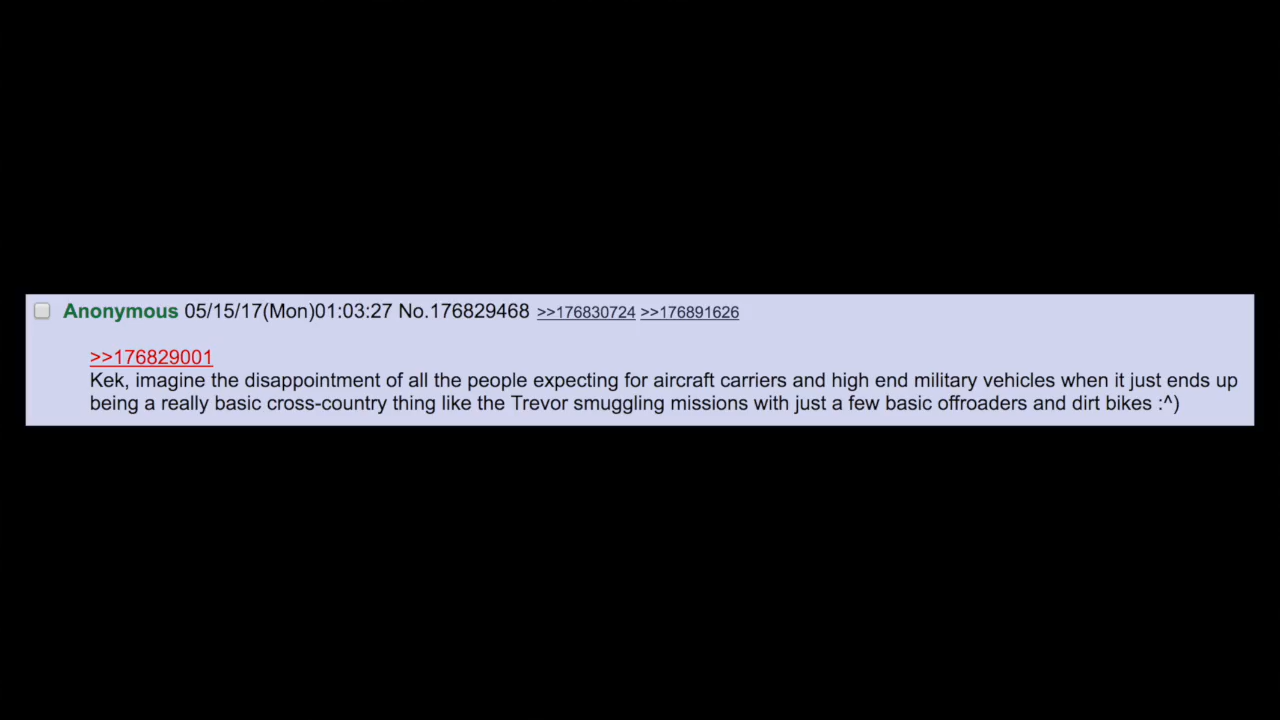 Anonymous 05/15/17(Mon)01:03:27 No.176829468 >>176830724 >>176891626
>>176829001
Kek, imagine the disappointment of all the people expecting for aircraft carriers and high end military vehicles when it just ends up
being a really basic cross-country thing like the Trevor smuggling missions with just a few basic offroaders and dirt bikes :^)